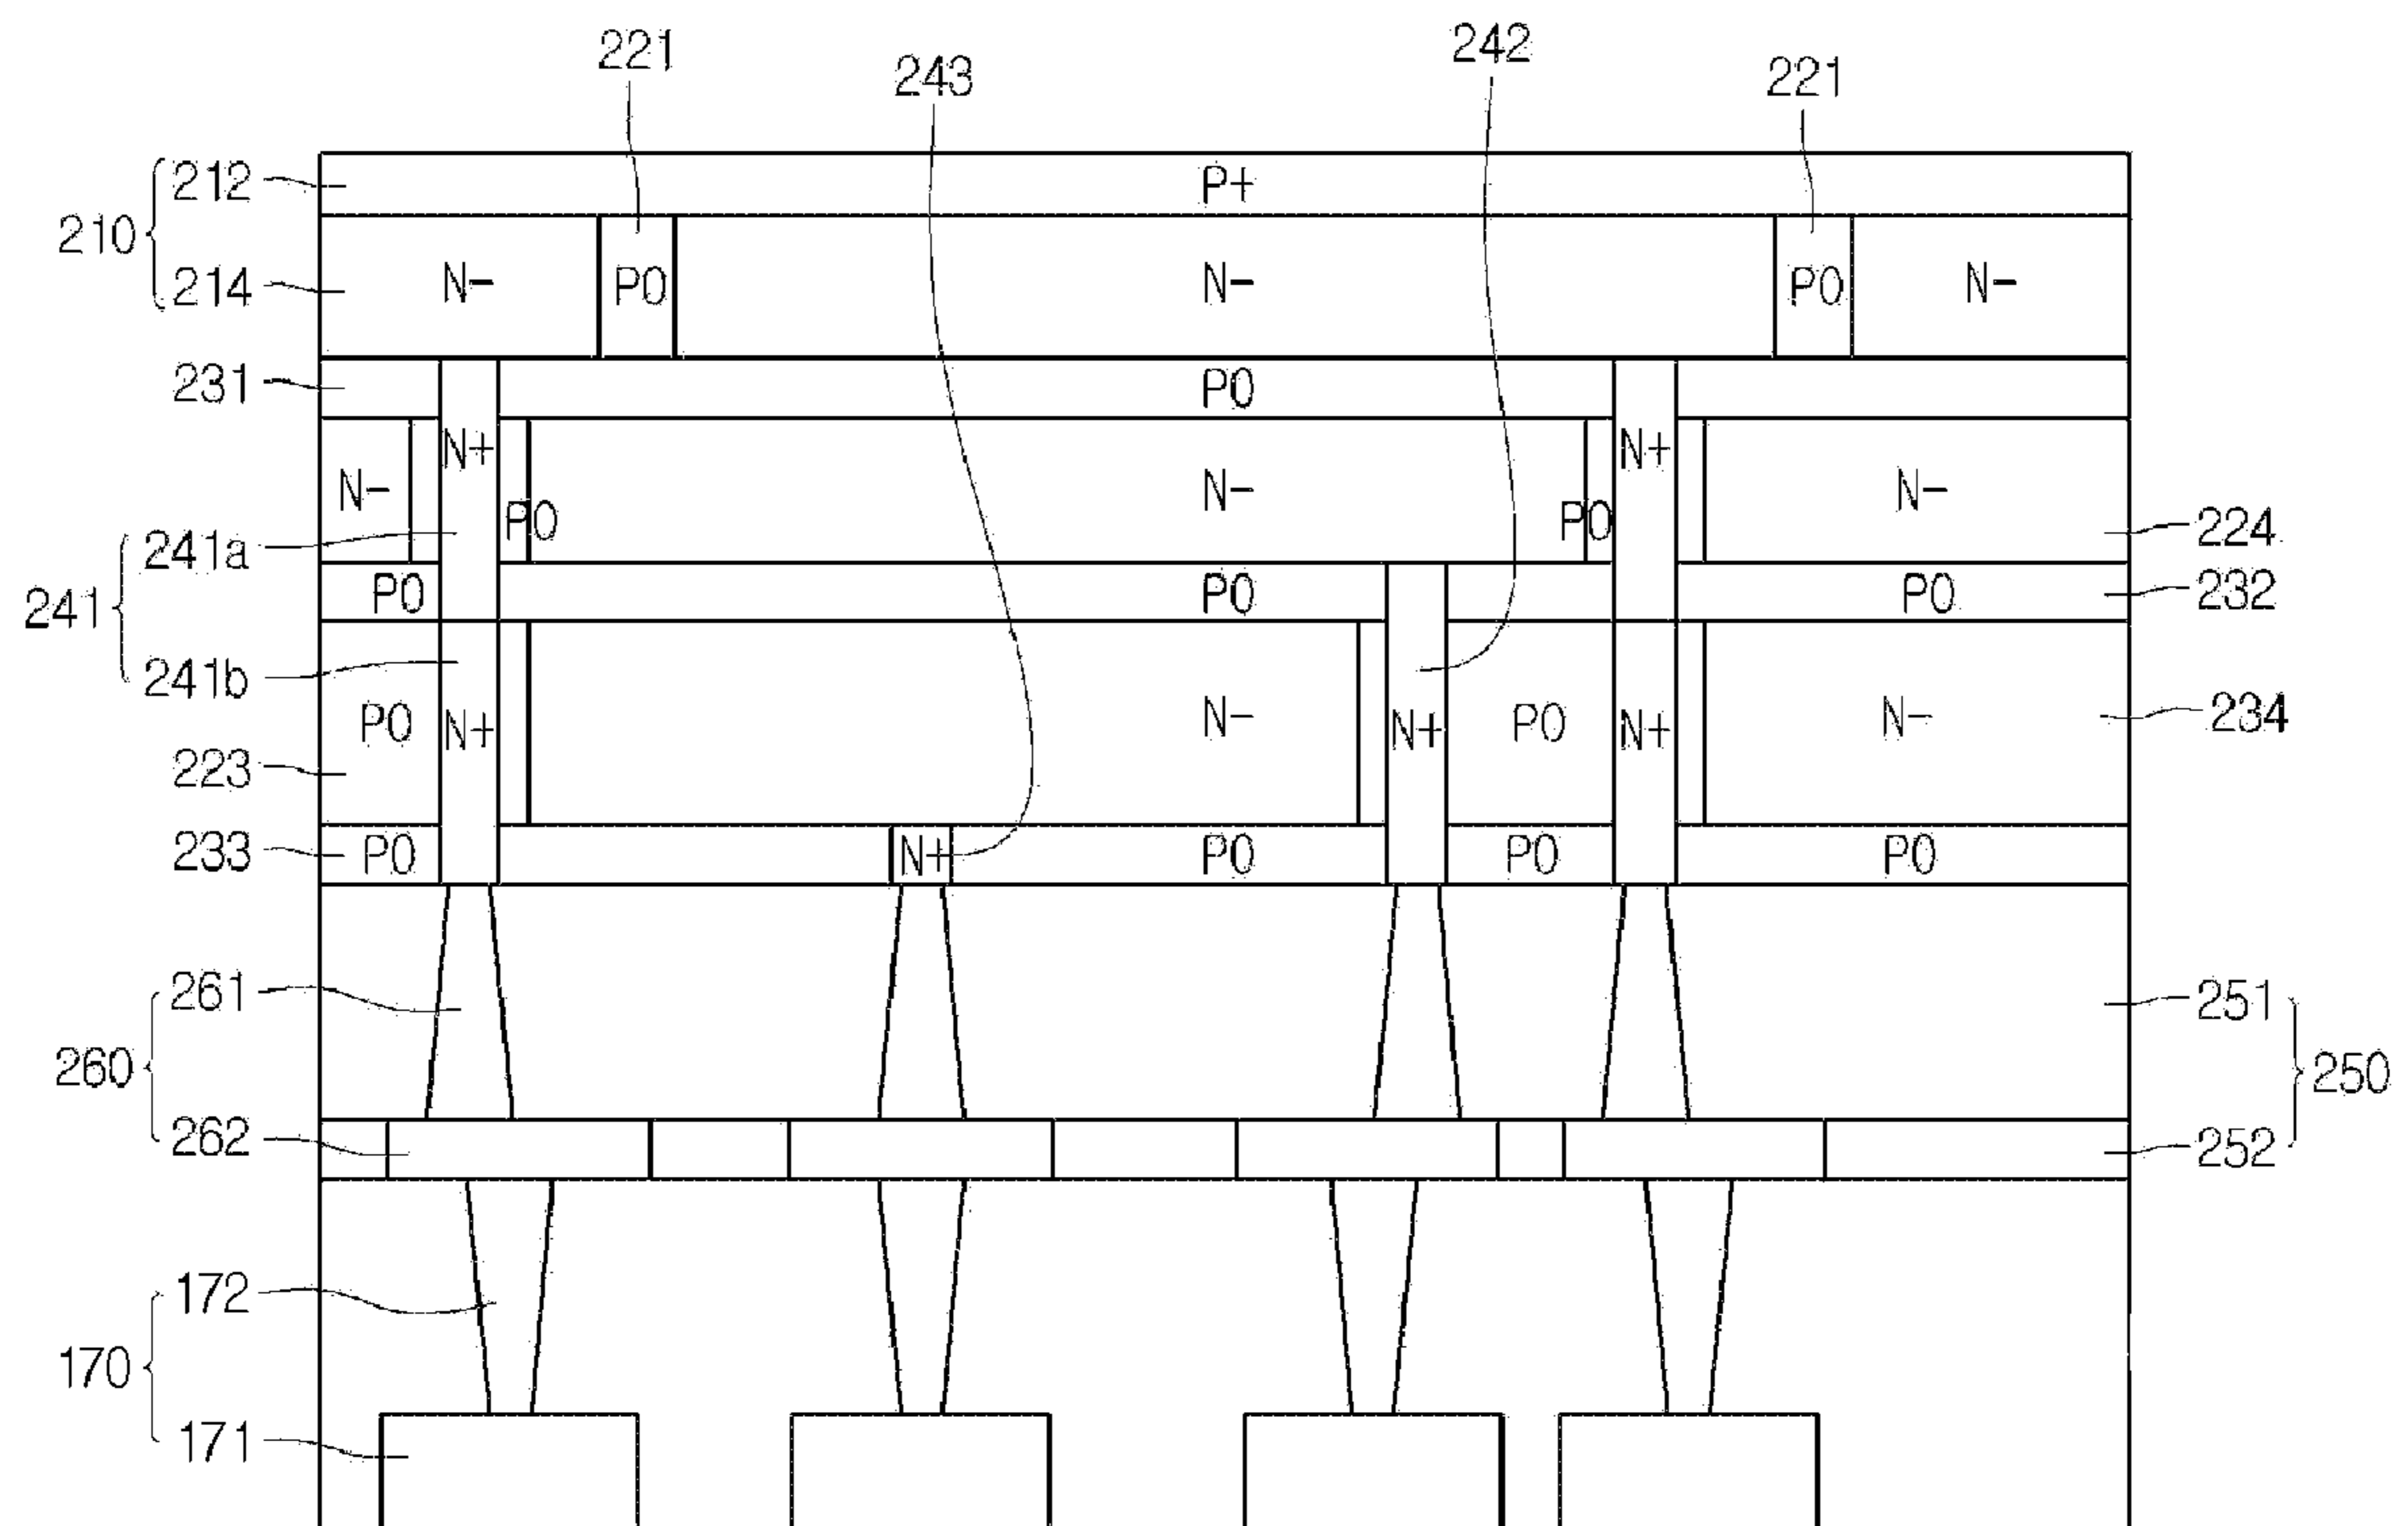 221 243 242 221
212 P+
210
214 N- P0 N- P0 N-
231 P0
N- N+ P0 N- P0 N+ N- 224
241a
241 P0 P0 P0 232
241b
P0 N+ N- N+ P0 N+ N- 234
223
233 P0 N+ P0 P0 P0
261 251
260 250
262 252
172
170
171